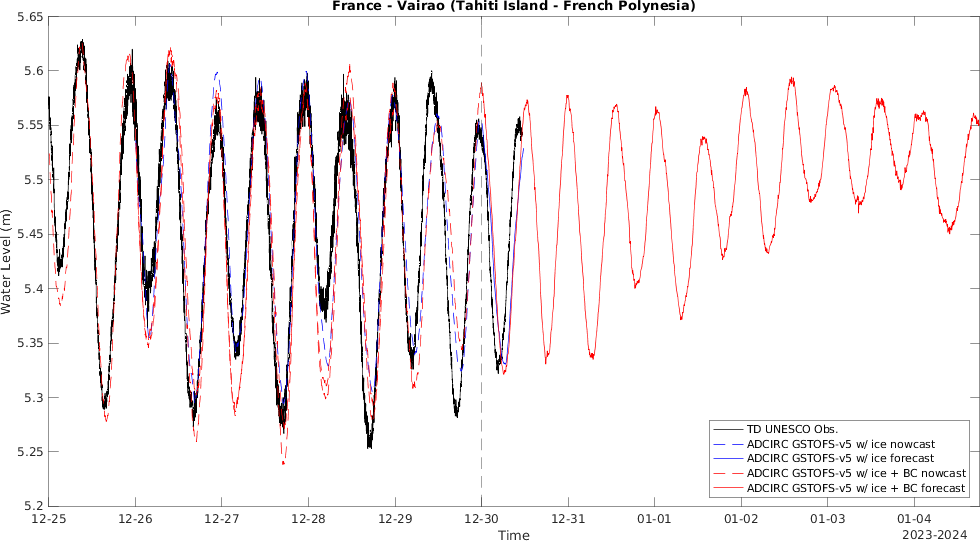 France - Vairao (Tahiti Island - French Polynesia)
5.65
5.6
5.55
5.5
5.45
5.4
5.35
5.3
5.25
5.2
Water Level (m)
TD UNESCO Obs.
ADCIRC GSTOFS-v5 w/ ice nowcast
ADCIRC GSTOFS-v5 w/ ice forecast
ADCIRC GSTOFS-v5 w/ ice + BC nowcast
ADCIRC GSTOFS-v5 w/ ice + BC forecast
12-25 12-26 12-27 12-28 12-29 12-30 12-31 01-01 01-02 01-03 01-04
Time
2023-2024